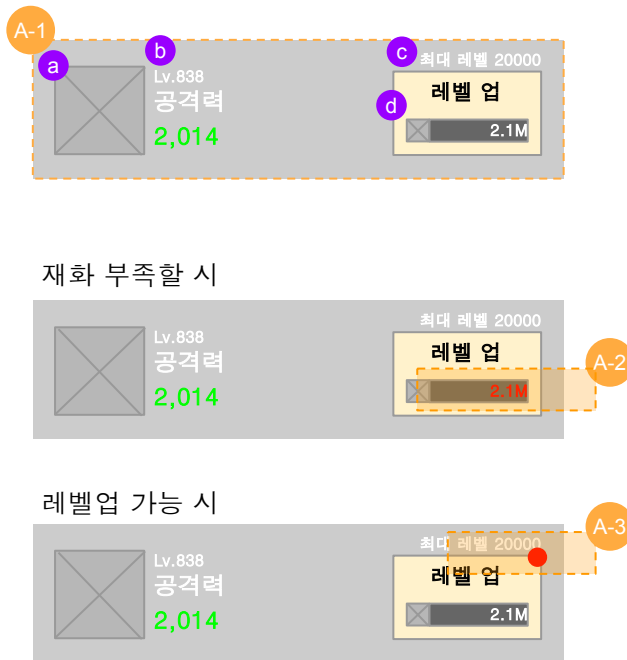 A-1
a
b
c
최대 레벨 20000
Lv.838
레벨 업
공격력
d
2,014
2.1M
재화 부족할 시
최대 레벨 20000
Lv.838
레벨 업
공격력
A-2
2,014
2.1M
레벨업 가능 시
A-3
최대 레벨 20000
Lv.838
레벨 업
공격력
2,014
2.1M